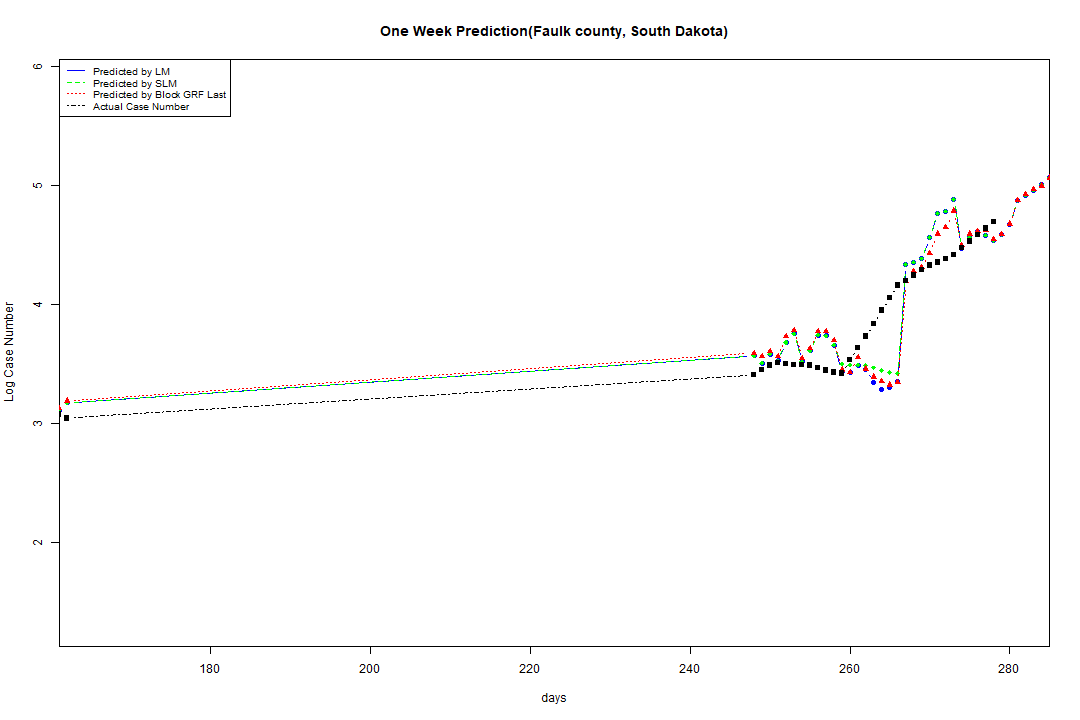 One Week Prediction(Faulk county, South Dakota)
Predicted by LM
Predicted by SLM
Predicted by Block GRF Last
Actual Case Number
6
5
4
3
2
Log Case Number
180 200 220 240 260 280
days